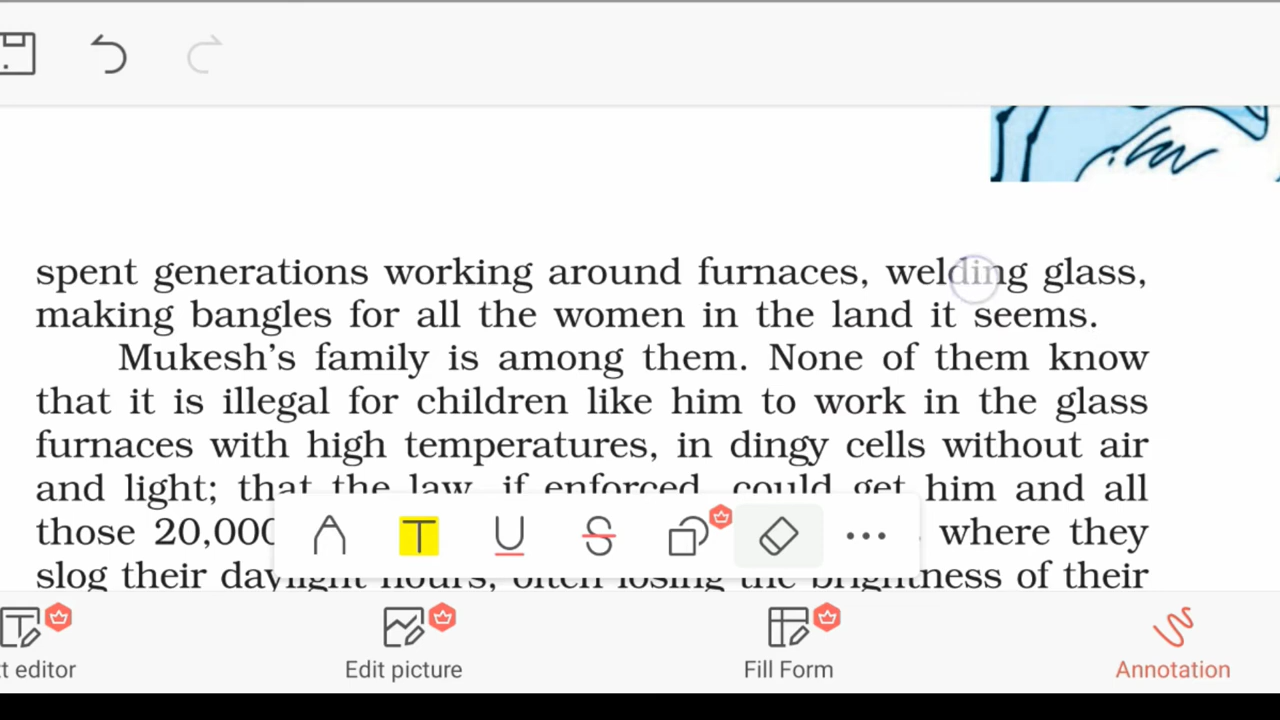 spent generations working around furnaces, welding glass,
making bangles for all the women in the land it seems.
Mukesh's family is among them. None of them know
that it is illegal for children like him to work in the glass
furnaces with high temperatures, in dingy cells without air
and light; that the law, if enforced, could get him and all
those 20,000 where they
slog their daylight hours, often losing the brightness of their
t editor
Edit picture
Fill Form
Annotation